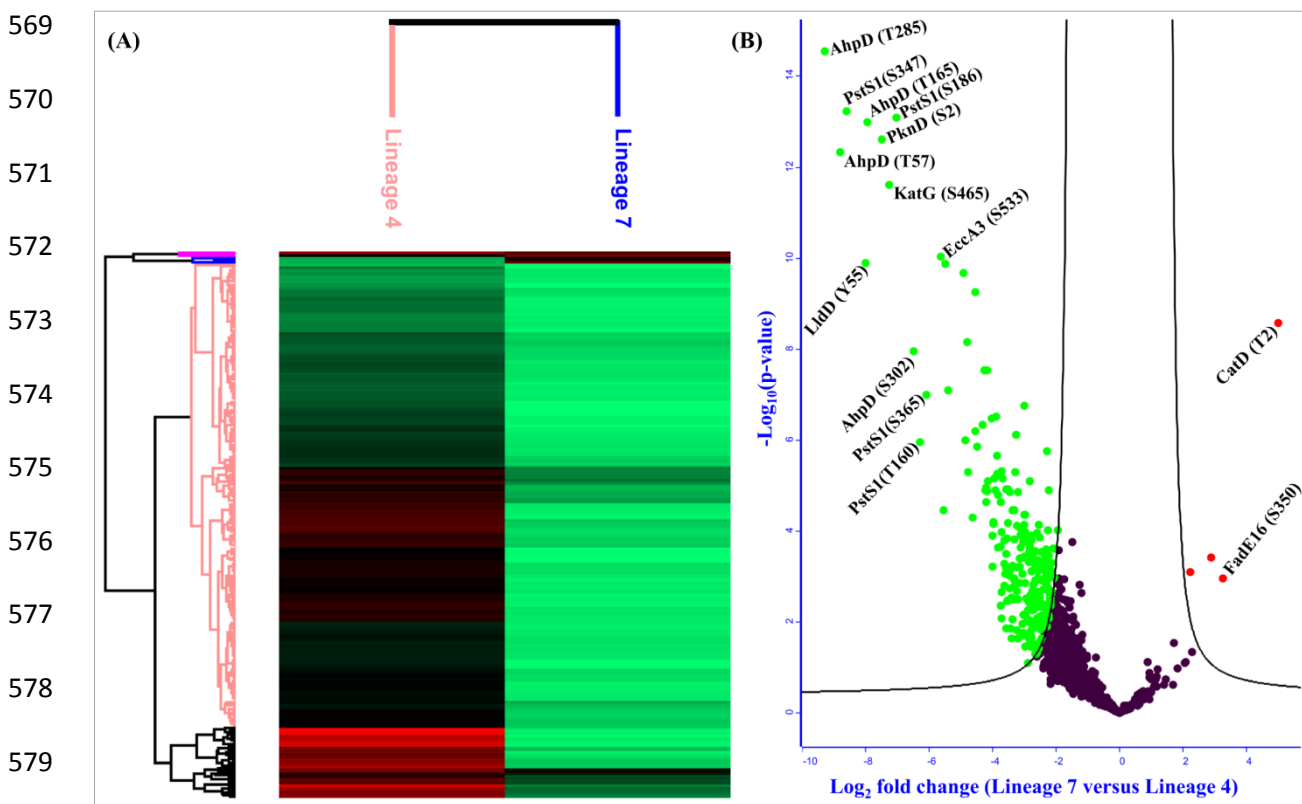 569
570
571
572
573
574
575
576
577
578
579
(A)
Lineage 4
Lineage 7
(B)
AhpD (T285)
PstS1(S347)
AhpD (T165)
PstS1(S186)
PknD (S2)
AhpD (T57)
KatG (S465)
EccA3 (S533)
LldD (Y55)
CatD (T2)
AhpD (S302)
PstS1(S365)
PstS1(T160)
FadE16 (S350)
-Log10(p-value)
14
12
10
8
6
4
2
0
-10 -8 -6 -4 -2 0 2 4
Log2 fold change (Lineage 7 versus Lineage 4)